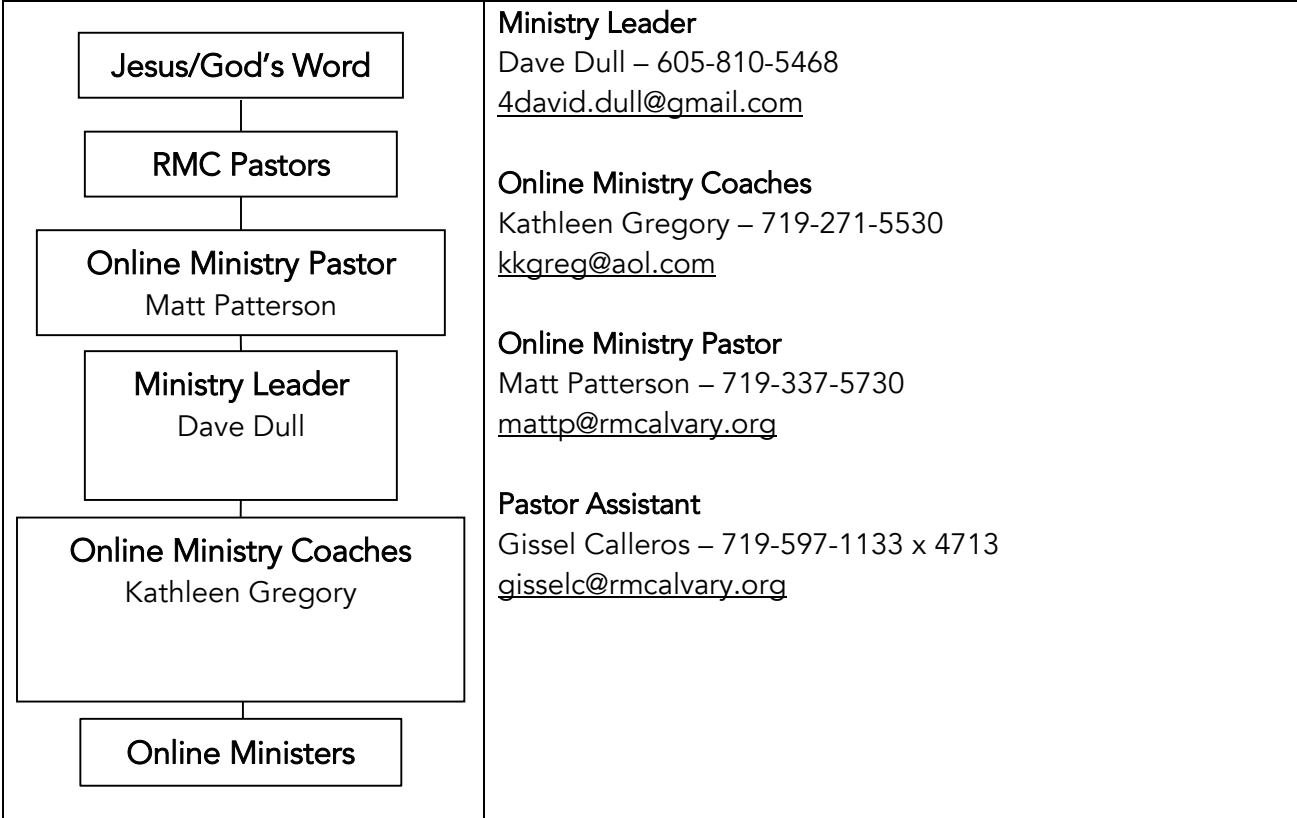 Jesus/God's Word
RMC Pastors
Online Ministry Pastor
Matt Patterson
Ministry Leader
Dave Dull
Online Ministry Coaches
Kathleen Gregory
Online Ministers
Ministry Leader
Dave Dull – 605-810-5468
4david.dull@gmail.com
Online Ministry Coaches
Kathleen Gregory – 719-271-5530
kkgreg@aol.com
Online Ministry Pastor
Matt Patterson – 719-337-5730
mattp@rmcalvary.org
Pastor Assistant
Gissel Calleros – 719-597-1133 x 4713
gisselc@rmcalvary.org